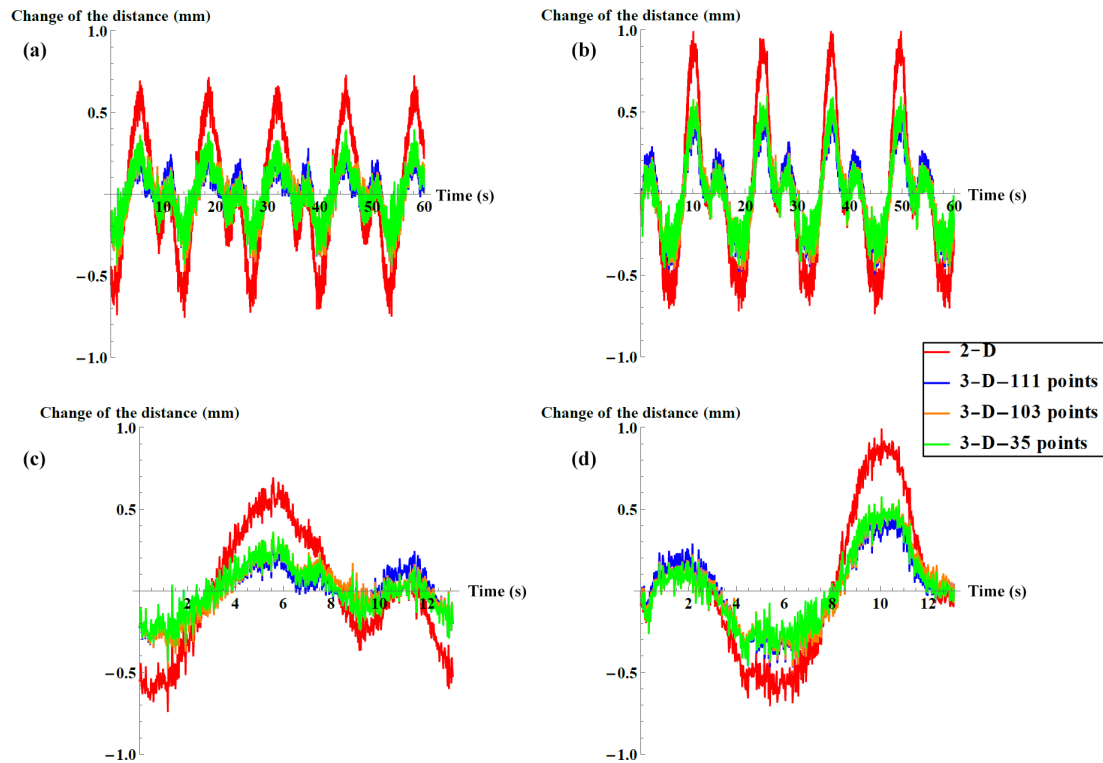 Change of the distance (mm)
(a)
1.0
0.5
−0.5
−1.0
10 20 30 40 50 60
Time (s)
Change of the distance (mm)
(b)
1.0
0.5
0.0
−0.5
−1.0
10 20 30 40 50 60
Time (s)
2−D
3−D−111 points
3−D−103 points
3−D−35 points
Change of the distance (mm)
(c)
1.0
0.5
−0.5
−1.0
2 4 6 8 10 12
Time (s)
Change of the distance (mm)
(d)
1.0
0.5
0.0
−0.5
−1.0
2 4 6 8 10 12
Time (s)